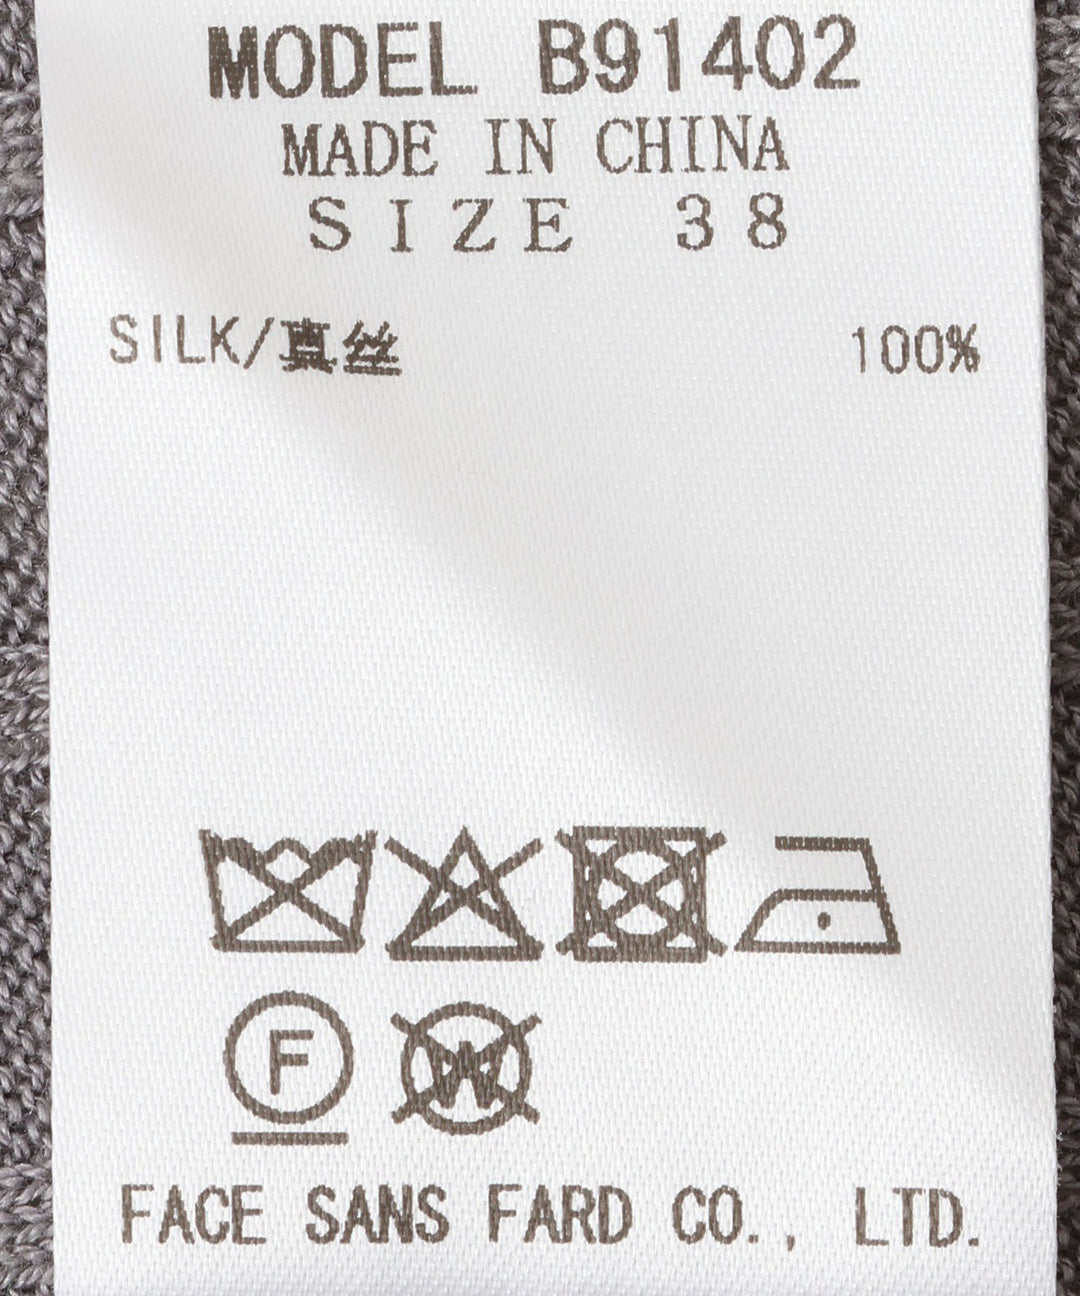 MODEL B91402
MADE IN CHINA
SIZE 38
SILK/真丝 100%
F W
FACE SANS FARD CO., LTD.